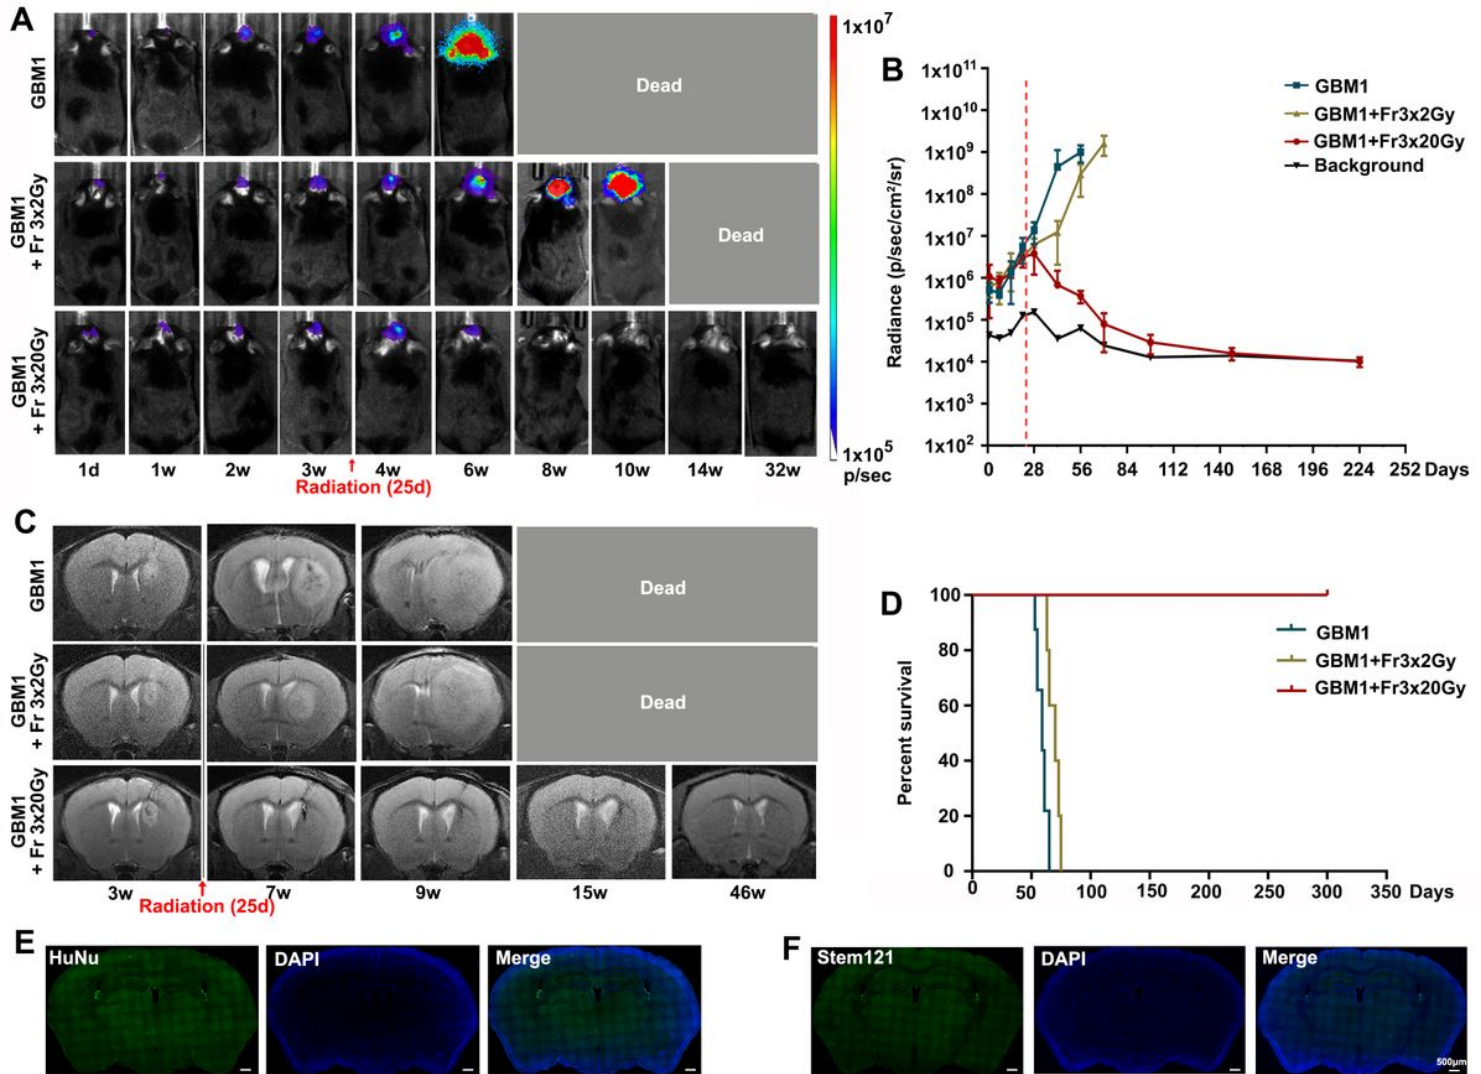 A
GBM1
Dead
GBM1
+ Fr 3x2Gy
Dead
GBM1
+ Fr 3x20Gy
1d 1w 2w 3w 4w 6w 8w 10w 14w 32w
Radiation (25d)
1x10⁷
1x10⁵
p/sec
B
Radiance (p/sec/cm²/sr)
1x10¹¹
1x10¹⁰
1x10⁹
1x10⁸
1x10⁷
1x10⁶
1x10⁵
1x10⁴
1x10³
1x10²
0 28 56 84 112 140 168 196 224 252 Days
GBM1
GBM1+Fr3x2Gy
GBM1+Fr3x20Gy
Background
C
GBM1
Dead
GBM1
+ Fr 3x2Gy
Dead
GBM1
+ Fr 3x20Gy
3w 7w 9w 15w 46w
Radiation (25d)
D
Percent survival
100
80
60
40
20
0
0 50 100 150 200 250 300 350 Days
GBM1
GBM1+Fr3x2Gy
GBM1+Fr3x20Gy
E
HuNu
DAPI
Merge
F
Stem121
DAPI
Merge
500µm